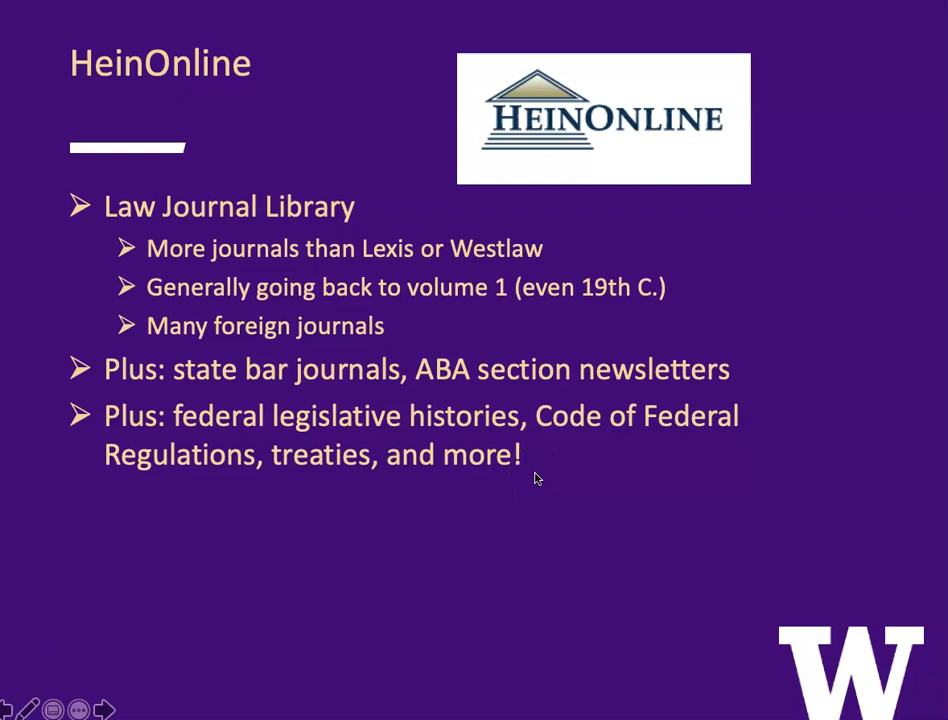 HeinOnline
HEINONLINE
Law Journal Library
More journals than Lexis or Westlaw
Generally going back to volume 1 (even 19th C.)
Many foreign journals
Plus: state bar journals, ABA section newsletters
Plus: federal legislative histories, Code of Federal
Regulations, treaties, and more!
W